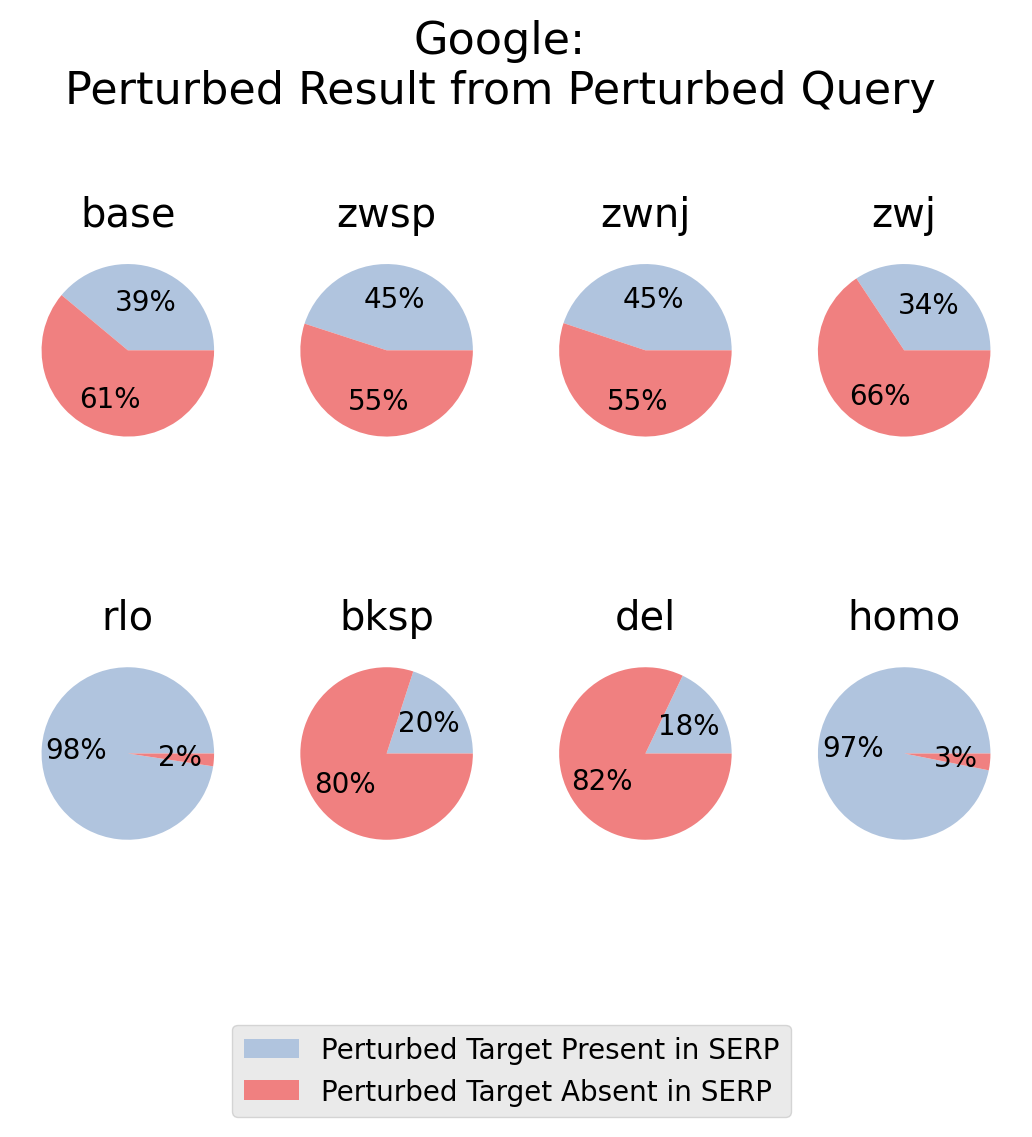 Google:
Perturbed Result from Perturbed Query
base
zwsp
zwnj
zwj
39%
61%
45%
55%
45%
55%
34%
66%
rlo
bksp
del
homo
98%
2%
20%
80%
18%
82%
97%
3%
Perturbed Target Present in SERP
Perturbed Target Absent in SERP